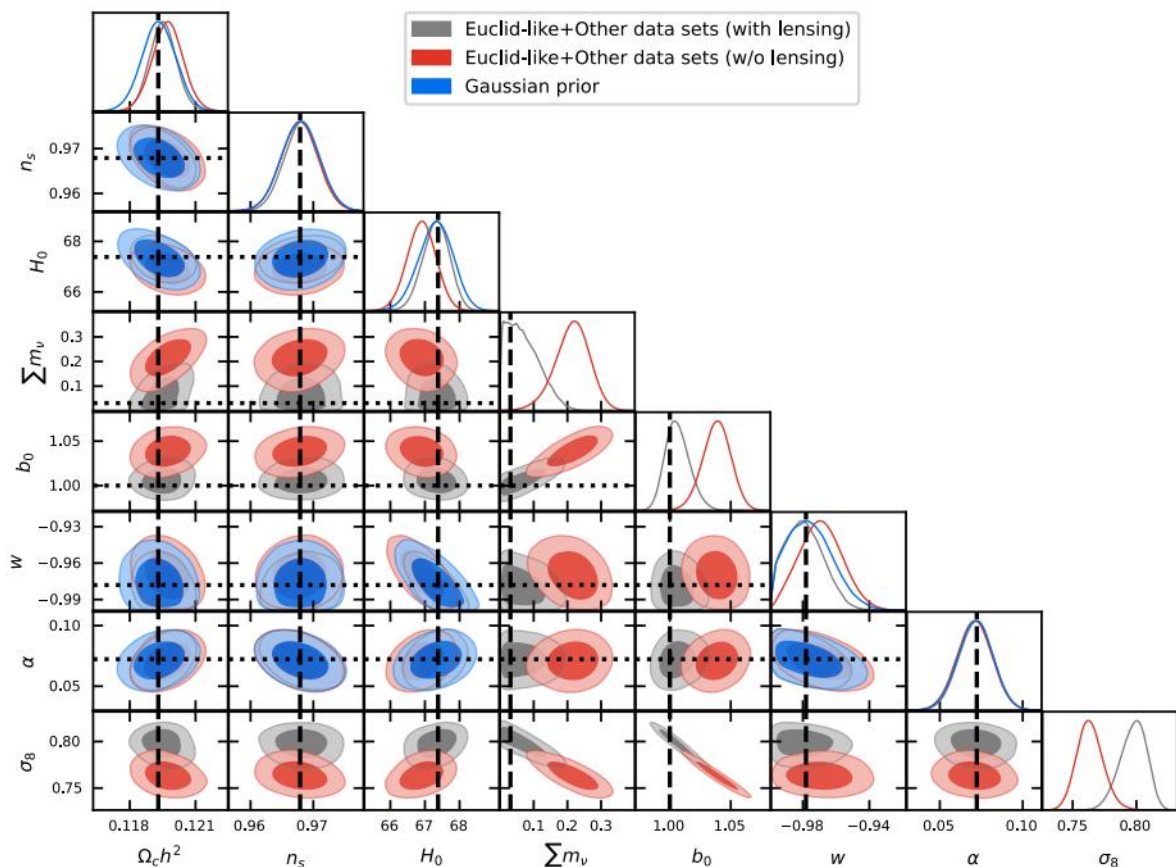 Euclid-like+Other data sets (with lensing)
Euclid-like+Other data sets (w/o lensing)
Gaussian prior
n_s
0.97
0.96
H_0
68
66
∑ m_ν
0.3
0.2
0.1
b_0
1.05
1.00
w
−0.93
−0.96
−0.99
α
0.10
0.05
σ_8
0.80
0.75
0.118 0.121 0.96 0.97 66 67 68 0.1 0.2 0.3 1.00 1.05 −0.98 −0.94 0.05 0.10 0.75 0.80
Ω_c h² n_s H_0 ∑ m_ν b_0 w α σ_8